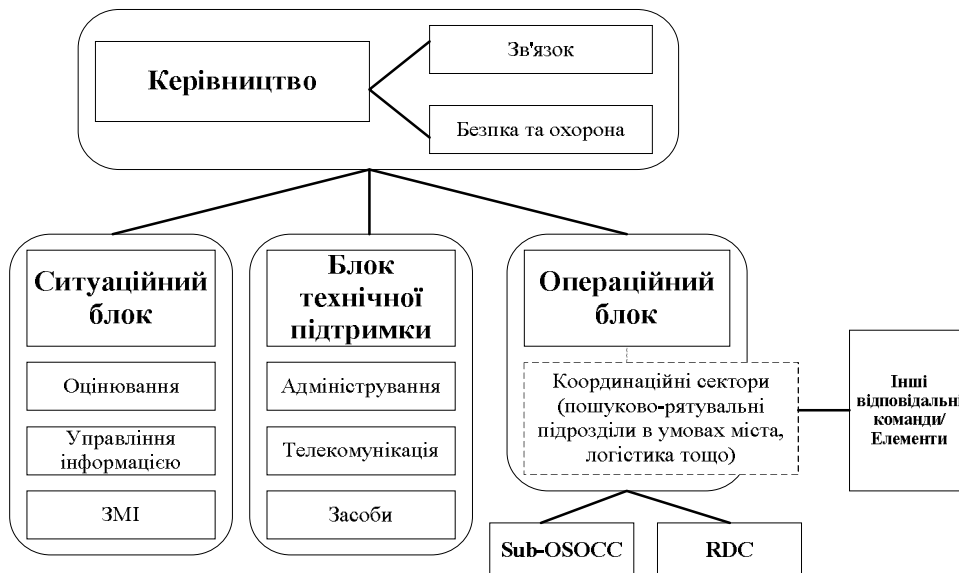 Керівництво
Зв'язок
Безпка та охорона
Ситуаційний
блок
Оцінювання
Управління
інформацією
ЗМІ
Блок
технічної
підтримки
Адміністрування
Телекомунікація
Засоби
Операційний
блок
Координаційні сектори
(пошуково-рятувальні
підрозділи в умовах міста,
логістика тощо)
Інші
відповідальні
команди/
Елементи
Sub-OSOCC
RDC